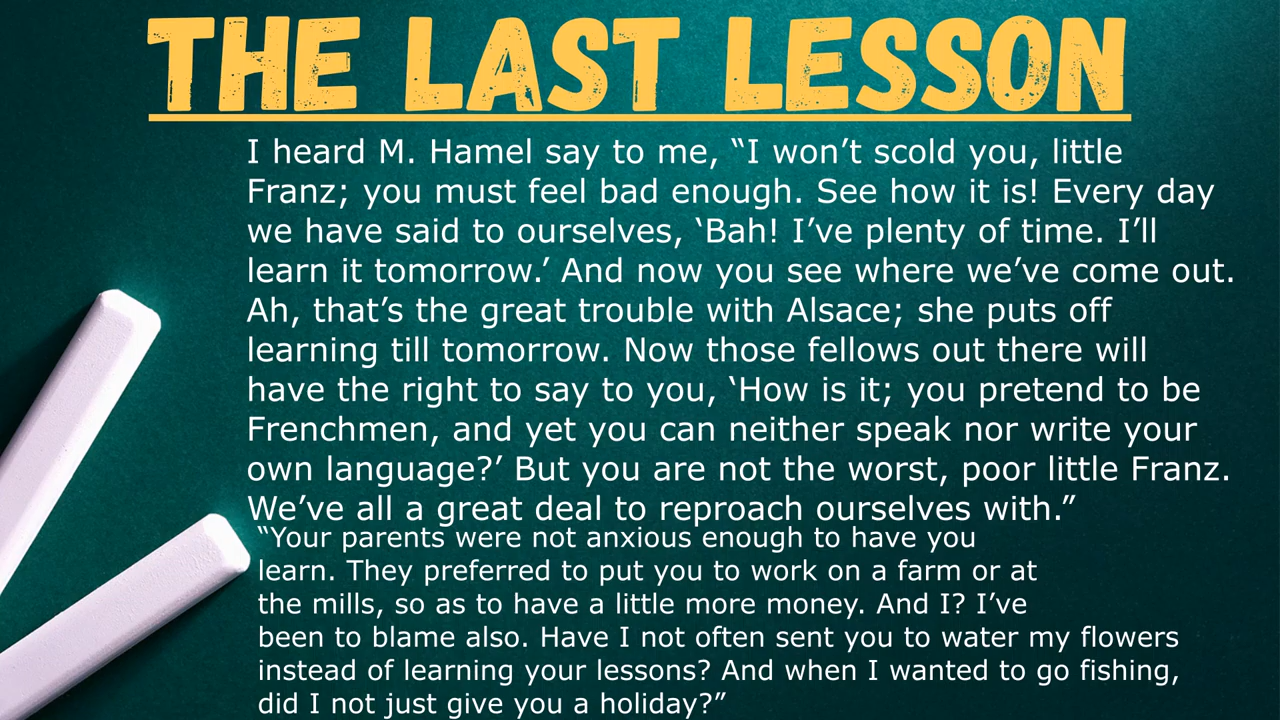 THE LAST LESSON
I heard M. Hamel say to me, “I won’t scold you, little
Franz; you must feel bad enough. See how it is! Every day
we have said to ourselves, ‘Bah! I’ve plenty of time. I’ll
learn it tomorrow.’ And now you see where we’ve come out.
Ah, that’s the great trouble with Alsace; she puts off
learning till tomorrow. Now those fellows out there will
have the right to say to you, ‘How is it; you pretend to be
Frenchmen, and yet you can neither speak nor write your
own language?’ But you are not the worst, poor little Franz.
We’ve all a great deal to reproach ourselves with.”
“Your parents were not anxious enough to have you
learn. They preferred to put you to work on a farm or at
the mills, so as to have a little more money. And I? I’ve
been to blame also. Have I not often sent you to water my flowers
instead of learning your lessons? And when I wanted to go fishing,
did I not just give you a holiday?”